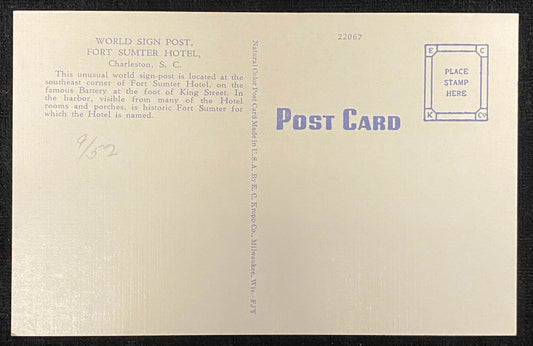 WORLD SIGN POST,
FORT SUMTER HOTEL,
Charleston, S. C.
This unusual world sign-post is located at the
southeast corner of Fort Sumter Hotel, on the
famous Battery at the foot of King Street. In
the harbor, visible from many of the Hotel
rooms and porches, is historic Fort Sumter for
which the Hotel is named.
9/52
Natural Color Post Card Made in U. S. A. By E. C. Kropp Co., Milwaukee, Wis.
22067
POST CARD
E C
PLACE
STAMP
HERE
K Co